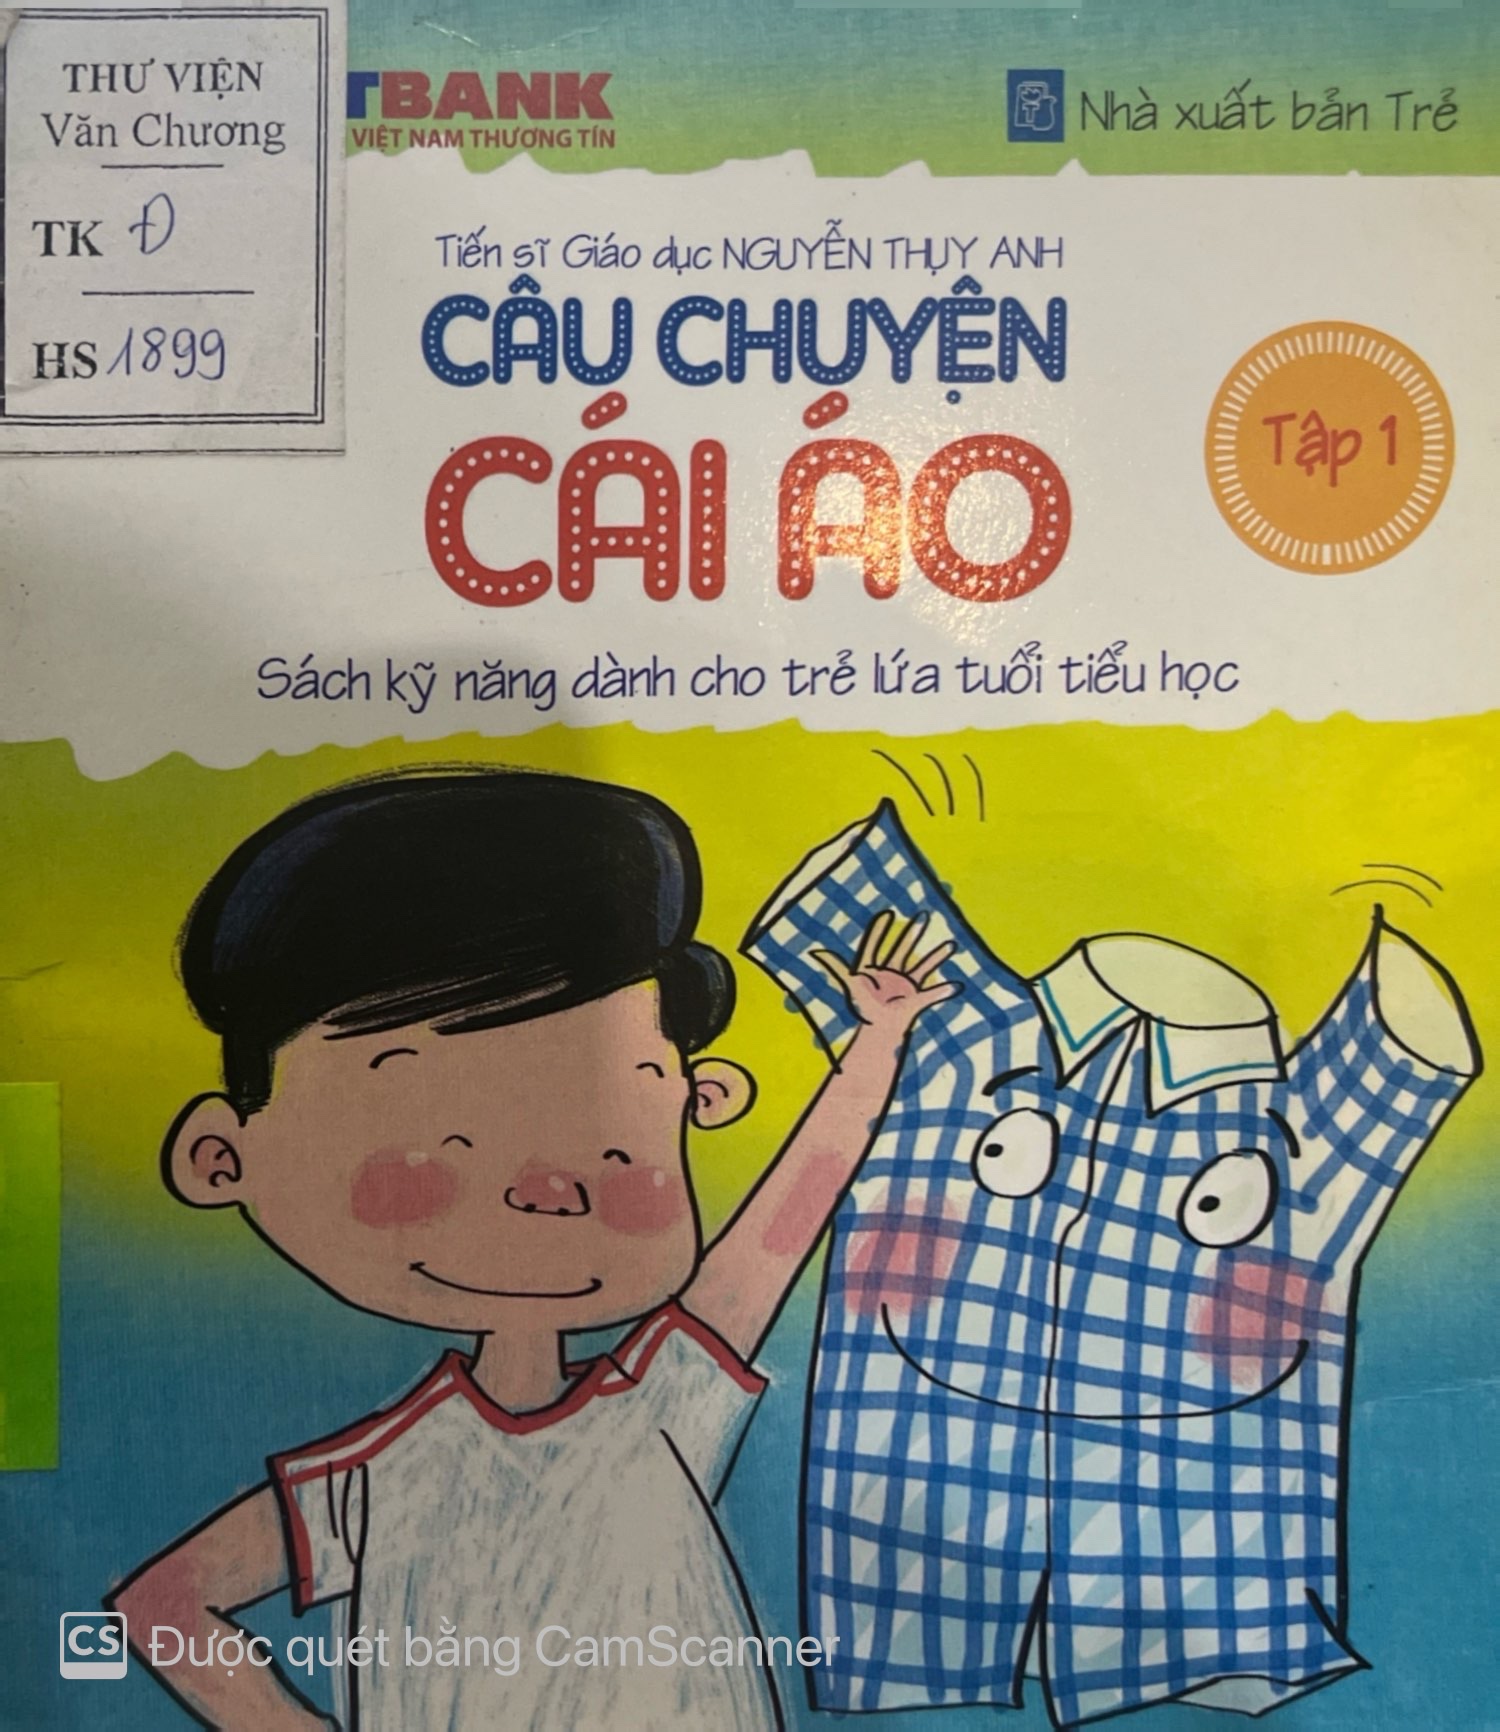 THƯ VIỆN
Văn Chương
TK Đ
HS 1899
TBANK
VIỆT NAM THƯƠNG TÍN
Nhà xuất bản Trẻ
Tiến sĩ Giáo dục NGUYỄN THỤY ANH
CÂU CHUYỆN
CÁI ÁO
Tập 1
Sách kỹ năng dành cho trẻ lứa tuổi tiểu học
CS Được quét bằng CamScanner